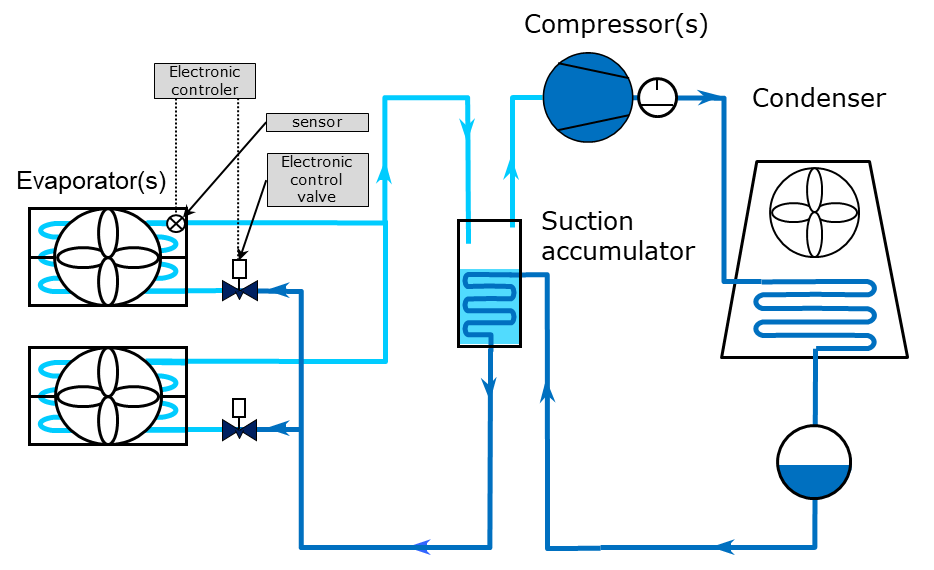 Compressor(s)
Electronic
controler
Condenser
sensor
Electronic
control
valve
Evaporator(s)
Suction
accumulator